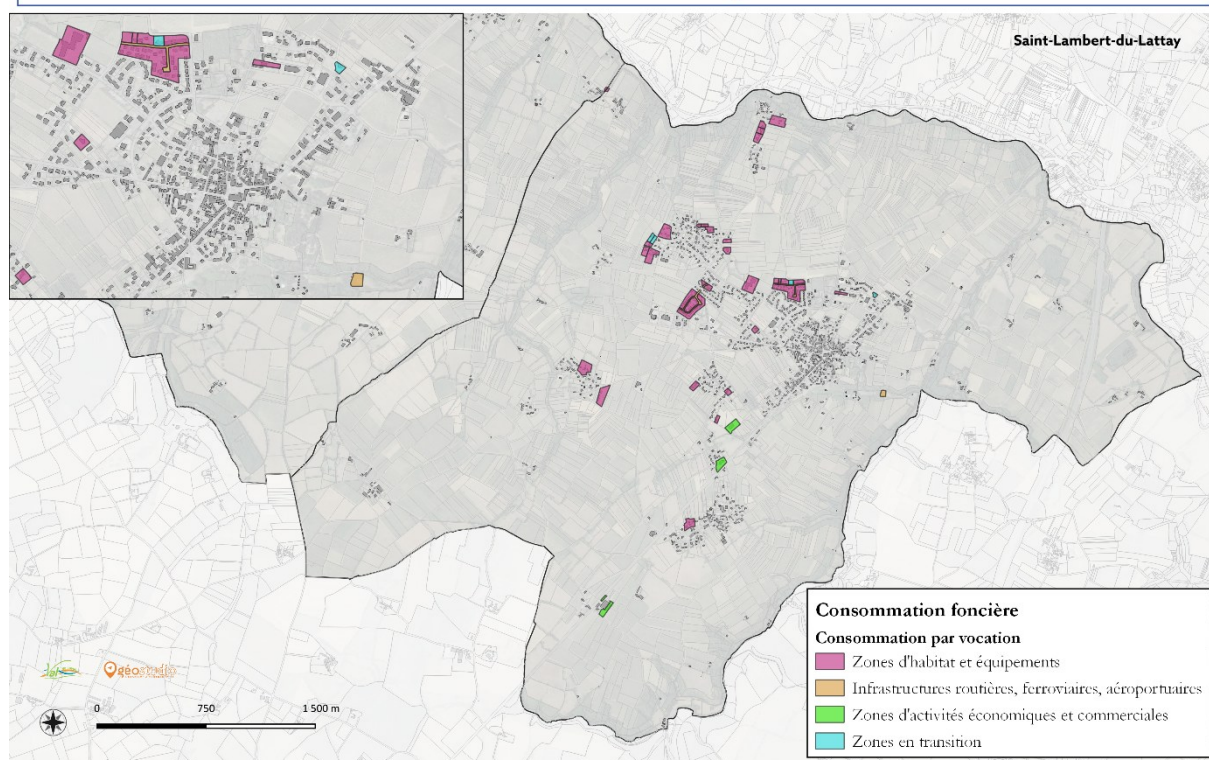 Saint-Lambert-du-Lattay
Consommation foncière
Consommation par vocation
Zones d'habitat et équipements
Infrastructures routières, ferroviaires, aéroportuaires
Zones d'activités économiques et commerciales
Zones en transition
géostudio
0 750 1 500 m